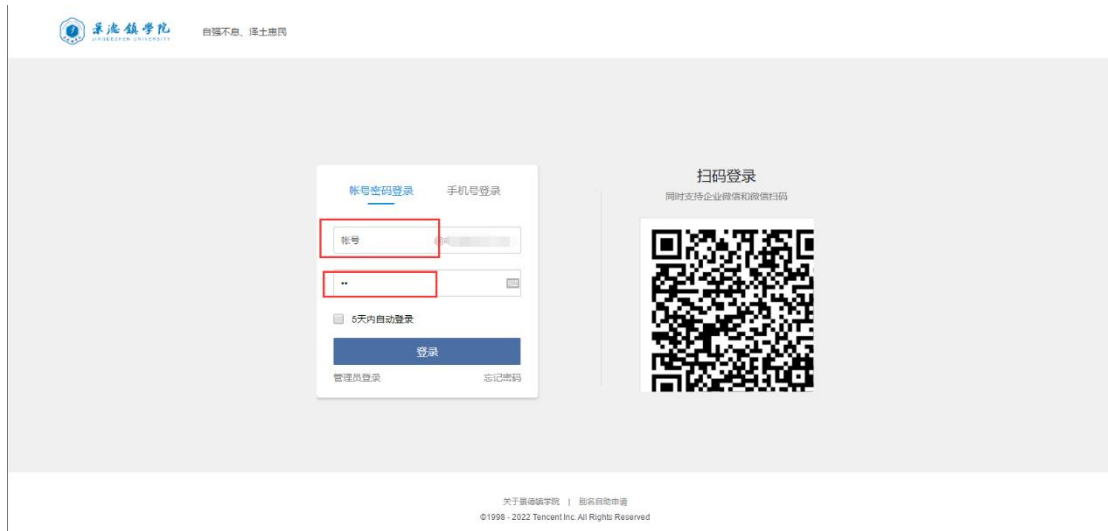 景德镇学院
JINGDEZHEN UNIVERSITY
自强不息、泽土惠民
帐号密码登录 手机号登录
帐号
5天内自动登录
登录
管理员登录 忘记密码
扫码登录
同时支持企业微信和微信扫码
关于景德镇学院 | 别名自助申请
©1998 - 2022 Tencent Inc. All Rights Reserved